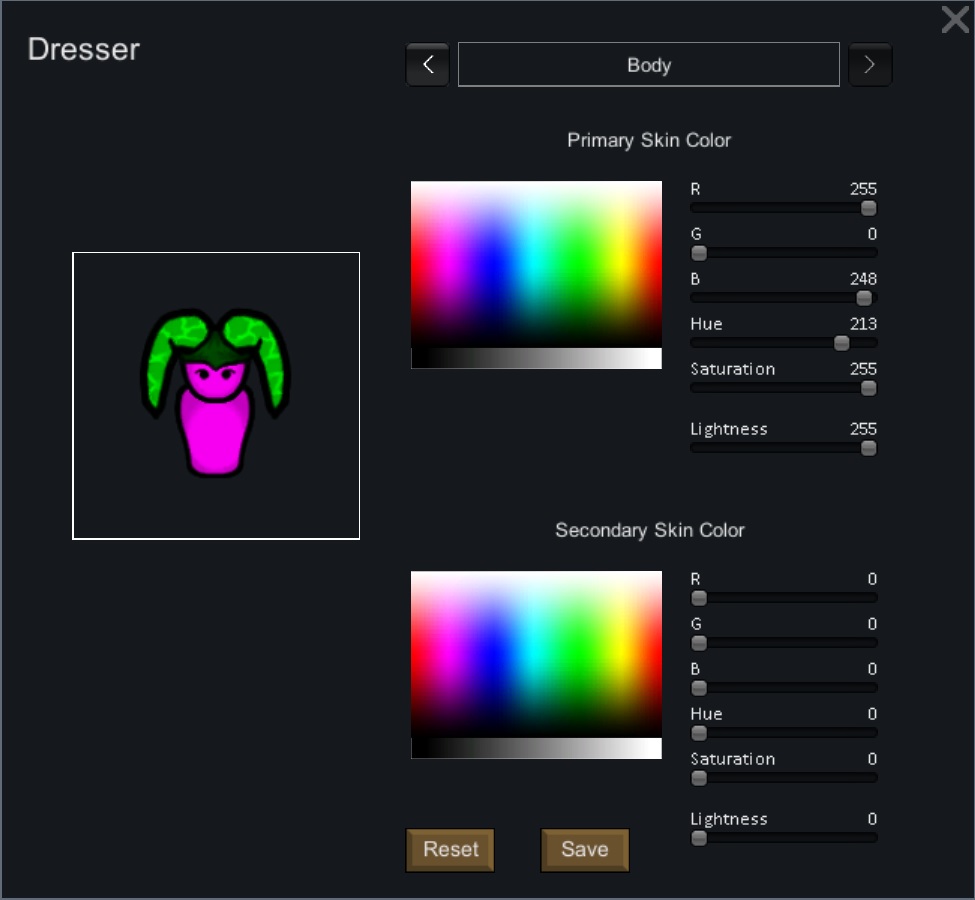 Dresser
Body
Primary Skin Color
R 255
G 0
B 248
Hue 213
Saturation 255
Lightness 255
Secondary Skin Color
R 0
G 0
B 0
Hue 0
Saturation 0
Lightness 0
Reset Save